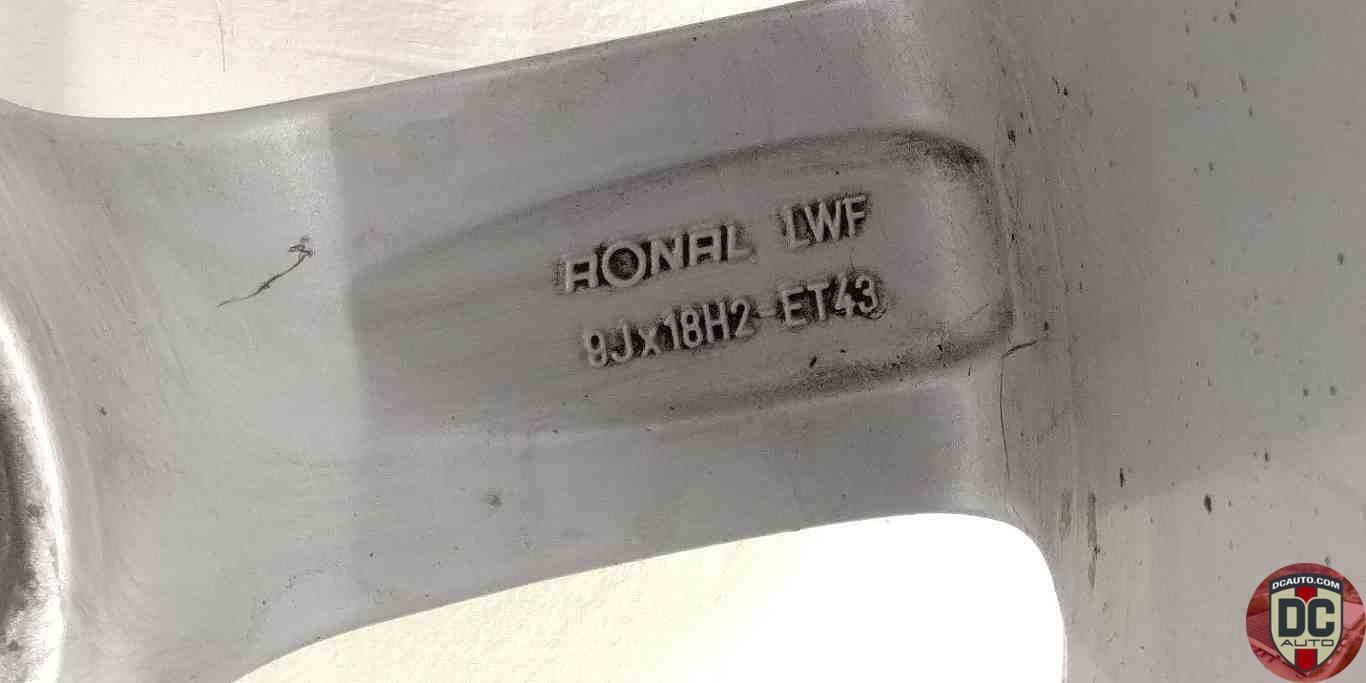 RONAL LWF
9Jx18H2-ET43
DCAUTO.COM
DC
AUTO